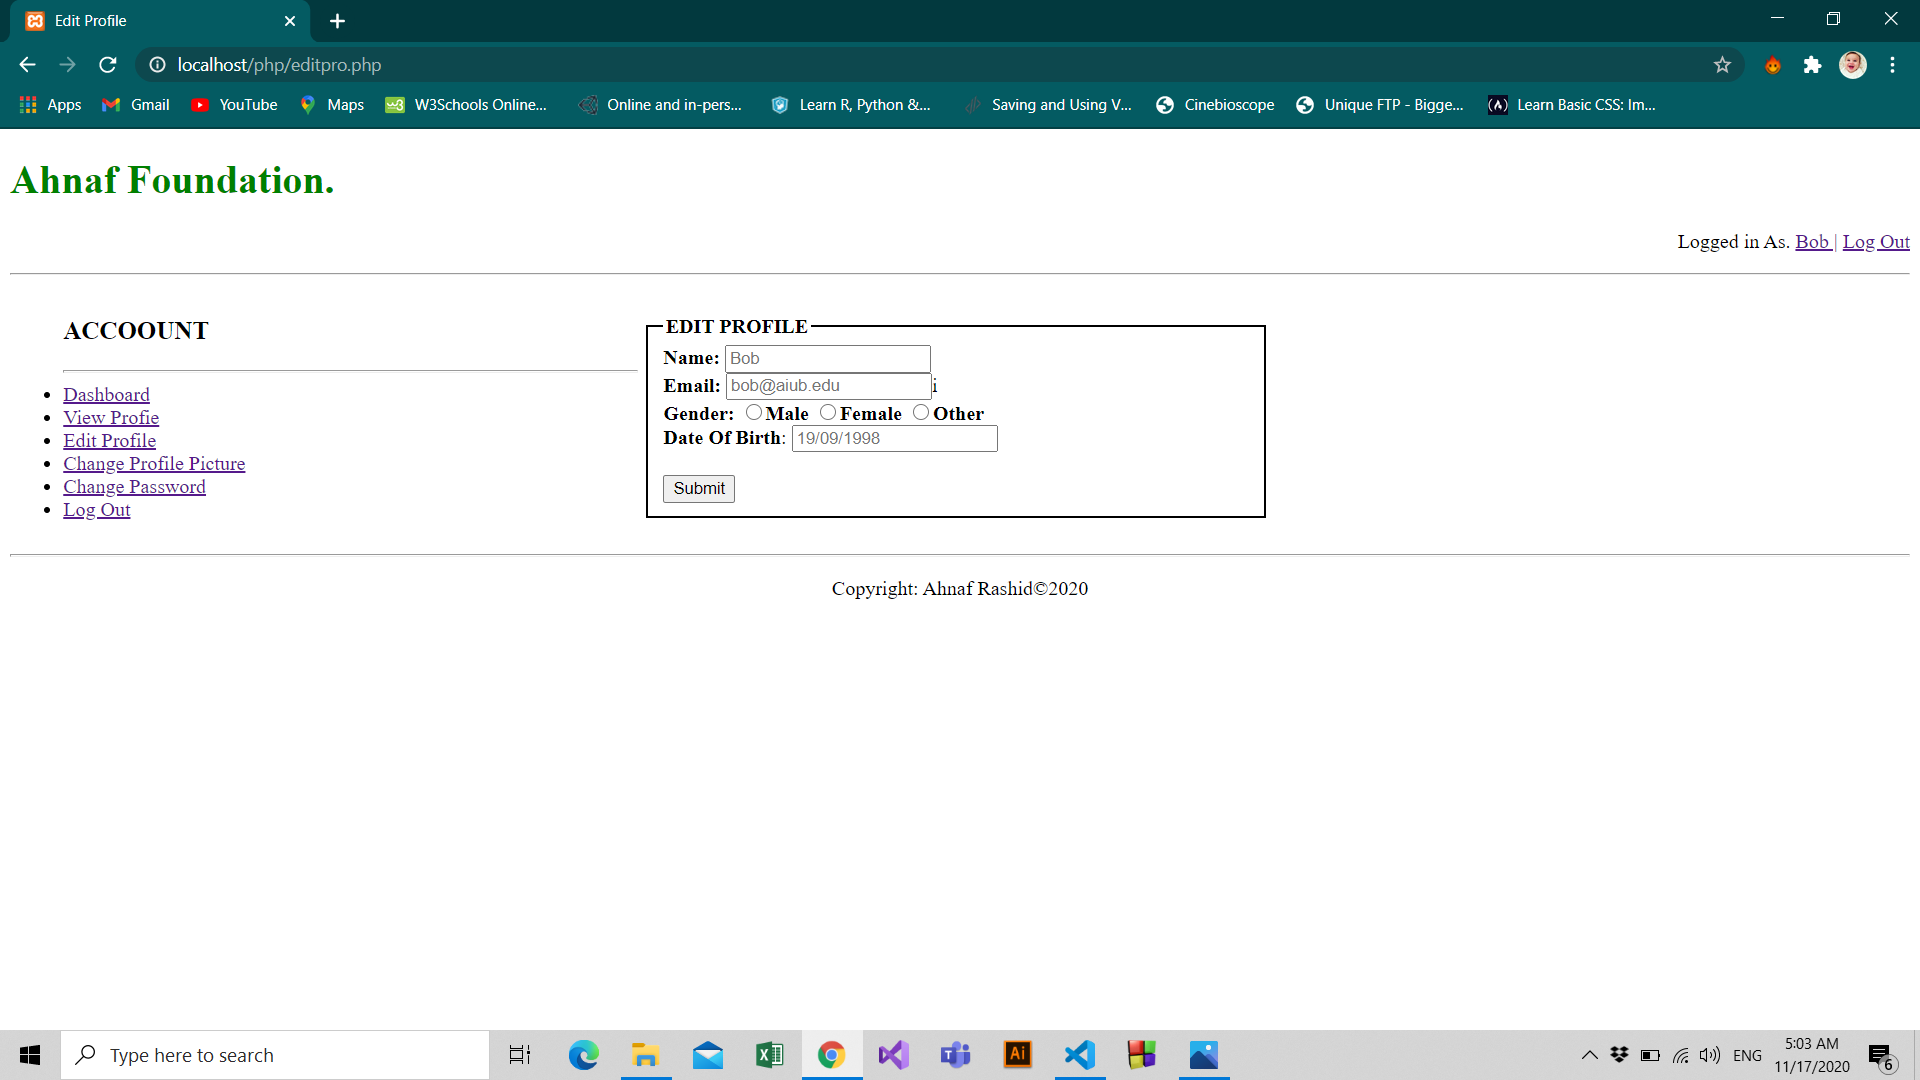 Edit Profile
localhost/php/editpro.php
Apps Gmail YouTube Maps W3Schools Online... Online and in-pers... Learn R, Python &... Saving and Using V... Cinebioscope Unique FTP - Bigge... Learn Basic CSS: Im...
Ahnaf Foundation.
Logged in As. Bob | Log Out
ACCOOUNT
Dashboard
View Profie
Edit Profile
Change Profile Picture
Change Password
Log Out
EDIT PROFILE
Name: Bob
Email: bob@aiub.edu i
Gender: Male Female Other
Date Of Birth: 19/09/1998
Submit
Copyright: Ahnaf Rashid©2020
Type here to search
ENG
5:03 AM
11/17/2020
6